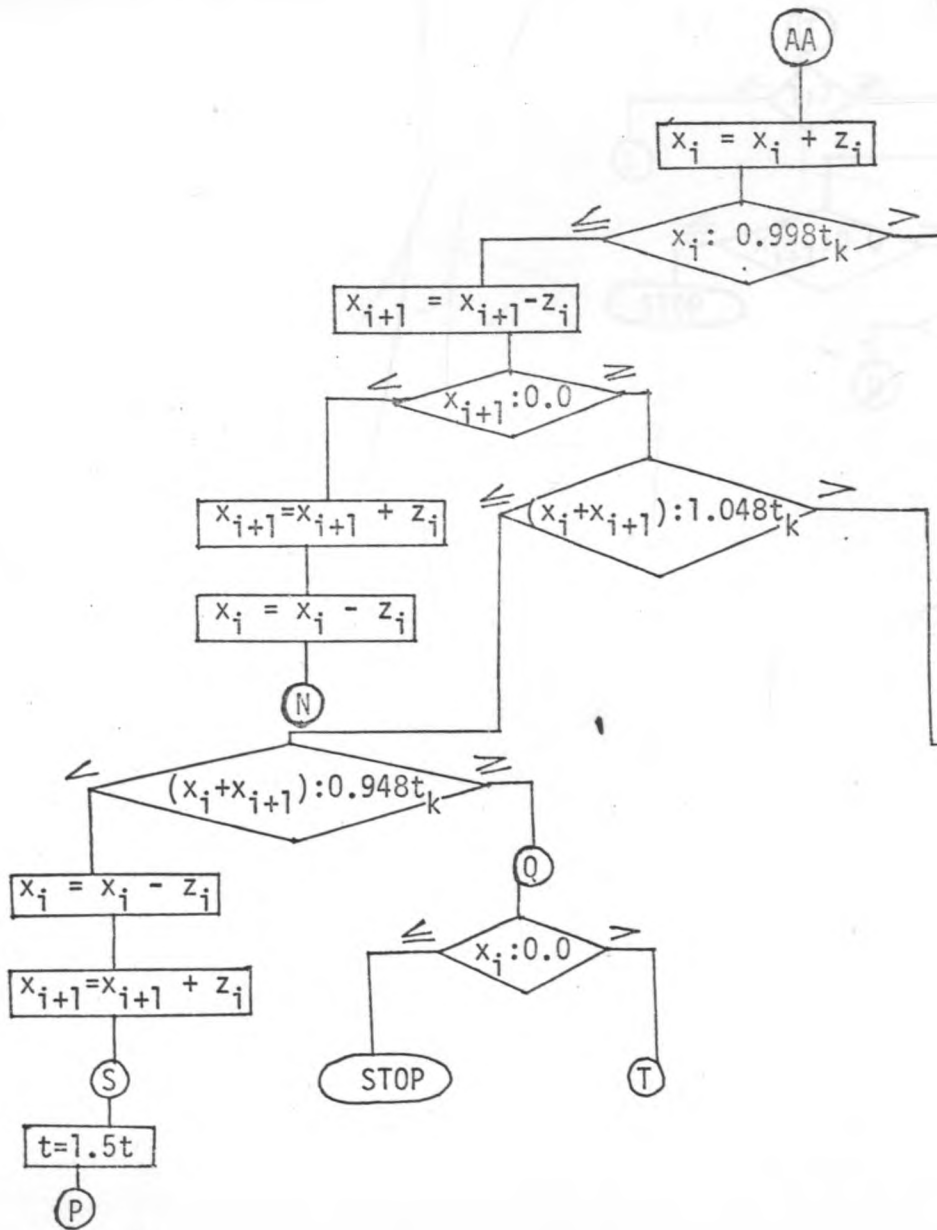 AA
x_i = x_i + z_i
≤ >
x_i : 0.998t_k
x_{i+1} = x_{i+1} - z_i
< ≥
x_{i+1} : 0.0
≤ >
(x_i + x_{i+1}) : 1.048t_k
x_{i+1} = x_{i+1} + z_i
x_i = x_i - z_i
N
< ≥
(x_i + x_{i+1}) : 0.948t_k
Q
x_i = x_i - z_i
≤ >
x_i : 0.0
x_{i+1} = x_{i+1} + z_i
S
STOP
T
t=1.5t
P